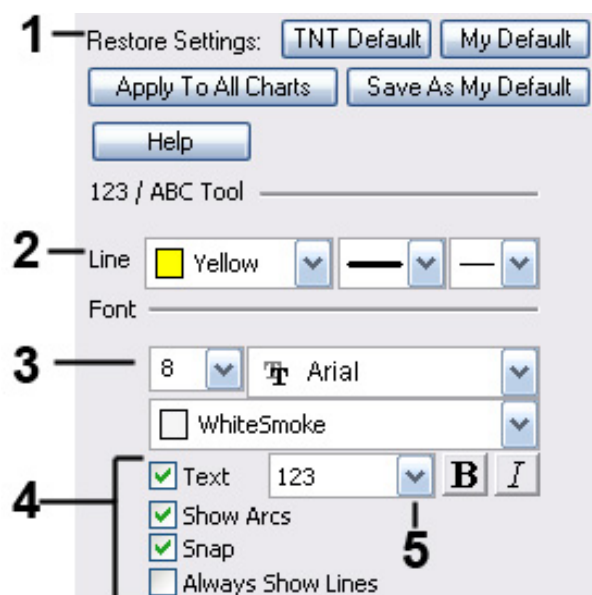 1 Restore Settings: TNT Default My Default
Apply To All Charts Save As My Default
Help
123 / ABC Tool
2 Line Yellow
Font
3 8 Arial
WhiteSmoke
4 Text 123 B I
Show Arcs
5
Snap
Always Show Lines